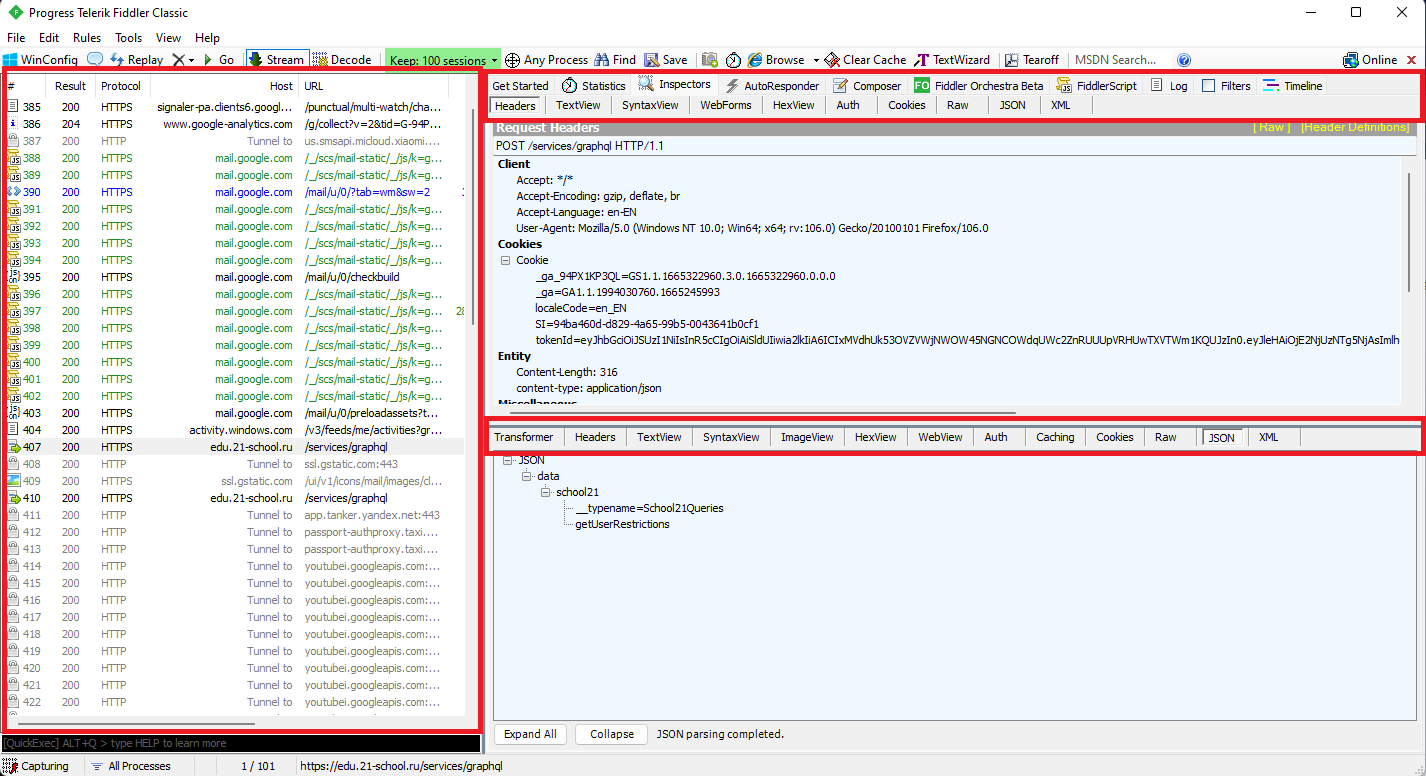 Progress Telerik Fiddler Classic
File Edit Rules Tools View Help
WinConfig Replay Go Stream Decode Keep: 100 sessions Any Process Find Save Browse Clear Cache TextWizard Tearoff MSDN Search... Online
# Result Protocol Host URL
385 200 HTTPS signaler-pa.clients6.googl... /punctual/multi-watch/cha...
386 204 HTTPS www.google-analytics.com /g/collect?v=2&tid=G-94P...
387 200 HTTP Tunnel to us.smsapi.micloud.xiaomi....
388 200 HTTPS mail.google.com /_/scs/mail-static/_/js/k=g...
389 200 HTTPS mail.google.com /_/scs/mail-static/_/js/k=g...
390 200 HTTPS mail.google.com /mail/u/0/?tab=wm&sw=2
391 200 HTTPS mail.google.com /_/scs/mail-static/_/js/k=g...
392 200 HTTPS mail.google.com /_/scs/mail-static/_/js/k=g...
393 200 HTTPS mail.google.com /_/scs/mail-static/_/js/k=g...
394 200 HTTPS mail.google.com /_/scs/mail-static/_/js/k=g...
395 200 HTTPS mail.google.com /mail/u/0/checkbuild
396 200 HTTPS mail.google.com /_/scs/mail-static/_/js/k=g...
397 200 HTTPS mail.google.com /_/scs/mail-static/_/js/k=g... 28
398 200 HTTPS mail.google.com /_/scs/mail-static/_/js/k=g...
399 200 HTTPS mail.google.com /_/scs/mail-static/_/js/k=g...
400 200 HTTPS mail.google.com /_/scs/mail-static/_/js/k=g...
401 200 HTTPS mail.google.com /_/scs/mail-static/_/js/k=g...
402 200 HTTPS mail.google.com /_/scs/mail-static/_/js/k=g...
403 200 HTTPS mail.google.com /mail/u/0/preloadassets?t...
404 200 HTTPS activity.windows.com /v3/feeds/me/activities?gr...
407 200 HTTPS edu.21-school.ru /services/graphql
408 200 HTTP Tunnel to ssl.gstatic.com:443
409 200 HTTPS ssl.gstatic.com /ui/v1/icons/mail/images/cl...
410 200 HTTPS edu.21-school.ru /services/graphql
411 200 HTTP Tunnel to app.tanker.yandex.net:443
412 200 HTTP Tunnel to passport-authproxy.taxi....
413 200 HTTP Tunnel to passport-authproxy.taxi....
414 200 HTTP Tunnel to youtubei.googleapis.com:...
415 200 HTTP Tunnel to youtubei.googleapis.com:...
416 200 HTTP Tunnel to youtubei.googleapis.com:...
417 200 HTTP Tunnel to youtubei.googleapis.com:...
418 200 HTTP Tunnel to youtubei.googleapis.com:...
419 200 HTTP Tunnel to youtubei.googleapis.com:...
420 200 HTTP Tunnel to youtubei.googleapis.com:...
421 200 HTTP Tunnel to youtubei.googleapis.com:...
422 200 HTTP Tunnel to youtubei.googleapis.com:...
[QuickExec] ALT+Q > type HELP to learn more
Get Started Statistics Inspectors AutoResponder Composer FO Fiddler Orchestra Beta FiddlerScript Log Filters Timeline
Headers TextView SyntaxView WebForms HexView Auth Cookies Raw JSON XML
Request Headers [ Raw ] [Header Definitions]
POST /services/graphql HTTP/1.1
Client
Accept: */*
Accept-Encoding: gzip, deflate, br
Accept-Language: en-EN
User-Agent: Mozilla/5.0 (Windows NT 10.0; Win64; x64; rv:106.0) Gecko/20100101 Firefox/106.0
Cookies
Cookie
_ga_94PX1KP3QL=GS1.1.1665322960.3.0.1665322960.0.0.0
_ga=GA1.1.1994030760.1665245993
localeCode=en_EN
SI=94ba460d-d829-4a65-99b5-0043641b0cf1
Entity
Content-Length: 316
content-type: application/json
Miscellaneous
Transformer Headers TextView SyntaxView ImageView HexView WebView Auth Caching Cookies Raw JSON XML
JSON
data
school21
__typename=School21Queries
getUserRestrictions
Expand All Collapse JSON parsing completed.
Capturing All Processes 1 / 101 https://edu.21-school.ru/services/graphql